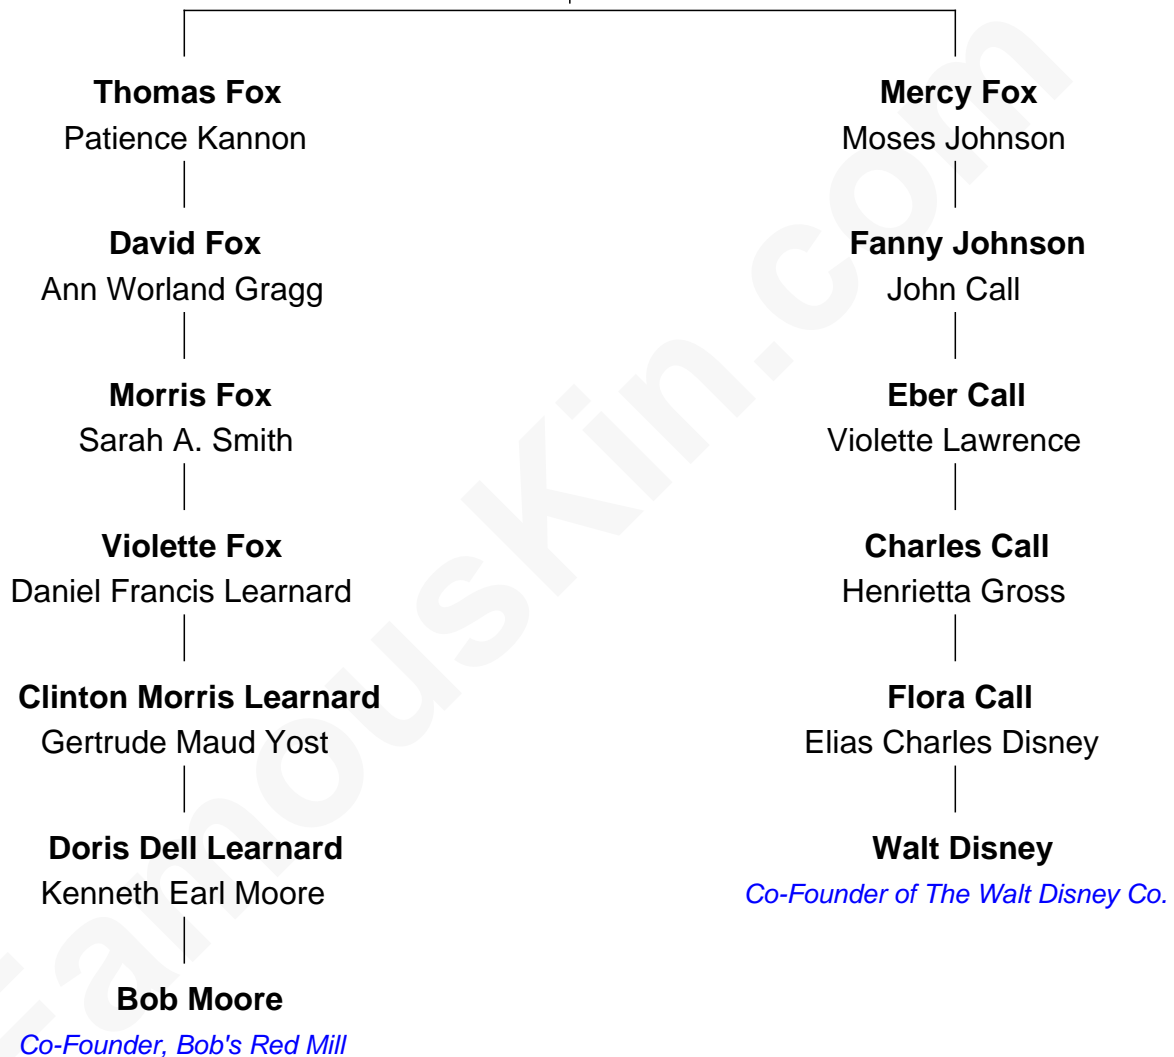 Thomas Fox
Patience Kannon
David Fox
Ann Worland Gragg
Morris Fox
Sarah A. Smith
Violette Fox
Daniel Francis Learnard
Clinton Morris Learnard
Gertrude Maud Yost
Doris Dell Learnard
Kenneth Earl Moore
Bob Moore
Co-Founder, Bob's Red Mill
Mercy Fox
Moses Johnson
Fanny Johnson
John Call
Eber Call
Violette Lawrence
Charles Call
Henrietta Gross
Flora Call
Elias Charles Disney
Walt Disney
Co-Founder of The Walt Disney Co.
FamousKin.com